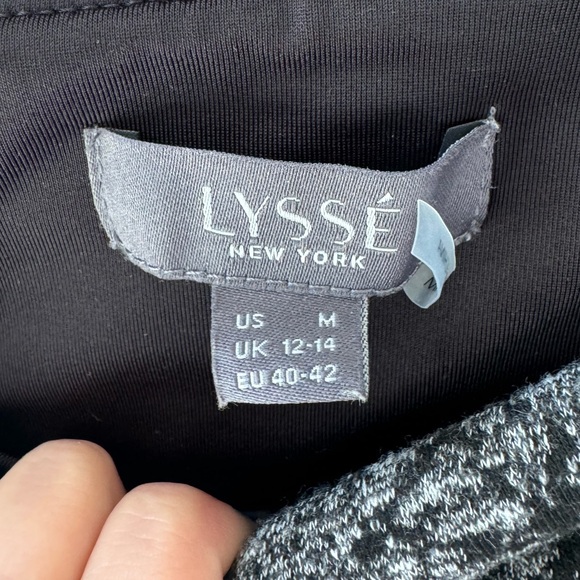 LYSSÉ
NEW YORK
US M
UK 12-14
EU 40-42